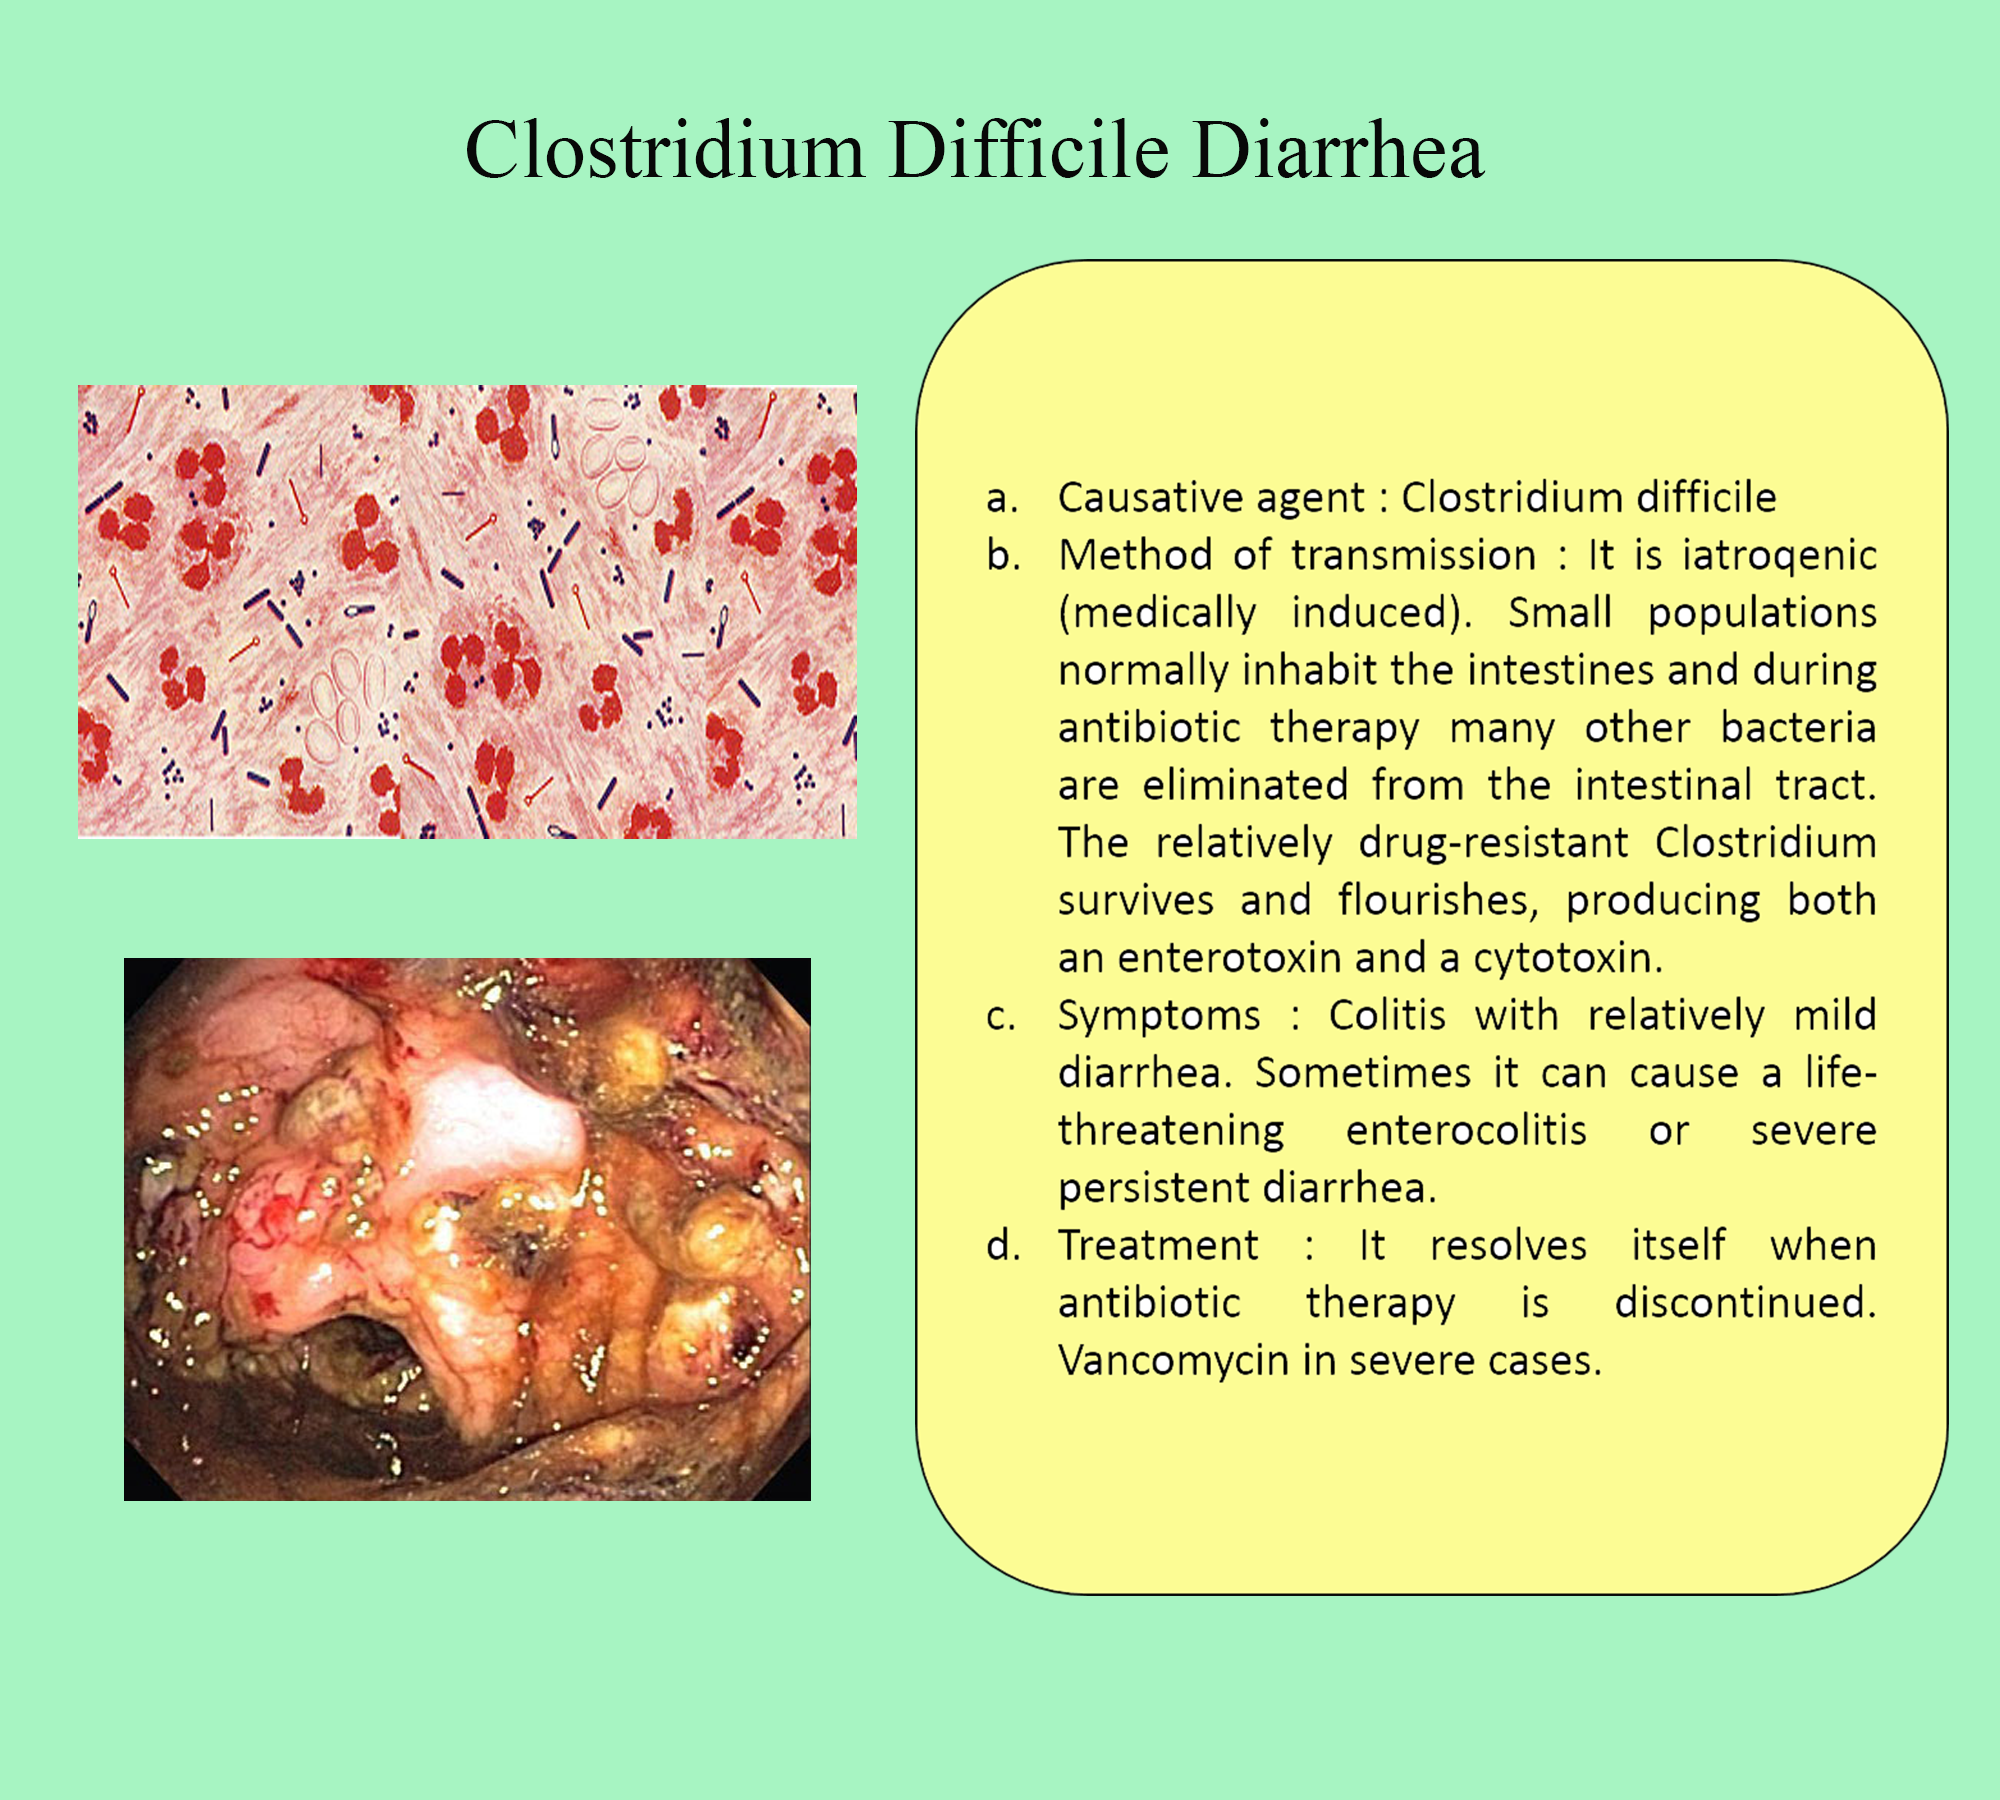 Clostridium Difficile Diarrhea
a. Causative agent : Clostridium difficile
b. Method of transmission : It is iatroqenic
(medically induced). Small populations
normally inhabit the intestines and during
antibiotic therapy many other bacteria
are eliminated from the intestinal tract.
The relatively drug-resistant Clostridium
survives and flourishes, producing both
an enterotoxin and a cytotoxin.
c. Symptoms : Colitis with relatively mild
diarrhea. Sometimes it can cause a life-
threatening enterocolitis or severe
persistent diarrhea.
d. Treatment : It resolves itself when
antibiotic therapy is discontinued.
Vancomycin in severe cases.